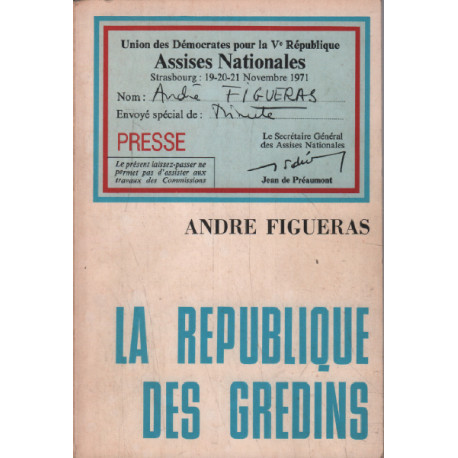 Union des Démocrates pour la Vᵉ République
Assises Nationales
Strasbourg : 19-20-21 Novembre 1971
Nom : André FIGUERAS
Envoyé spécial de : Minute
PRESSE
Le Secrétaire Général
des Assises Nationales
Le présent laissez-passer ne
permet pas d'assister aux
travaux des Commissions
Jean de Préaumont
ANDRE FIGUERAS
LA REPUBLIQUE
DES GREDINS